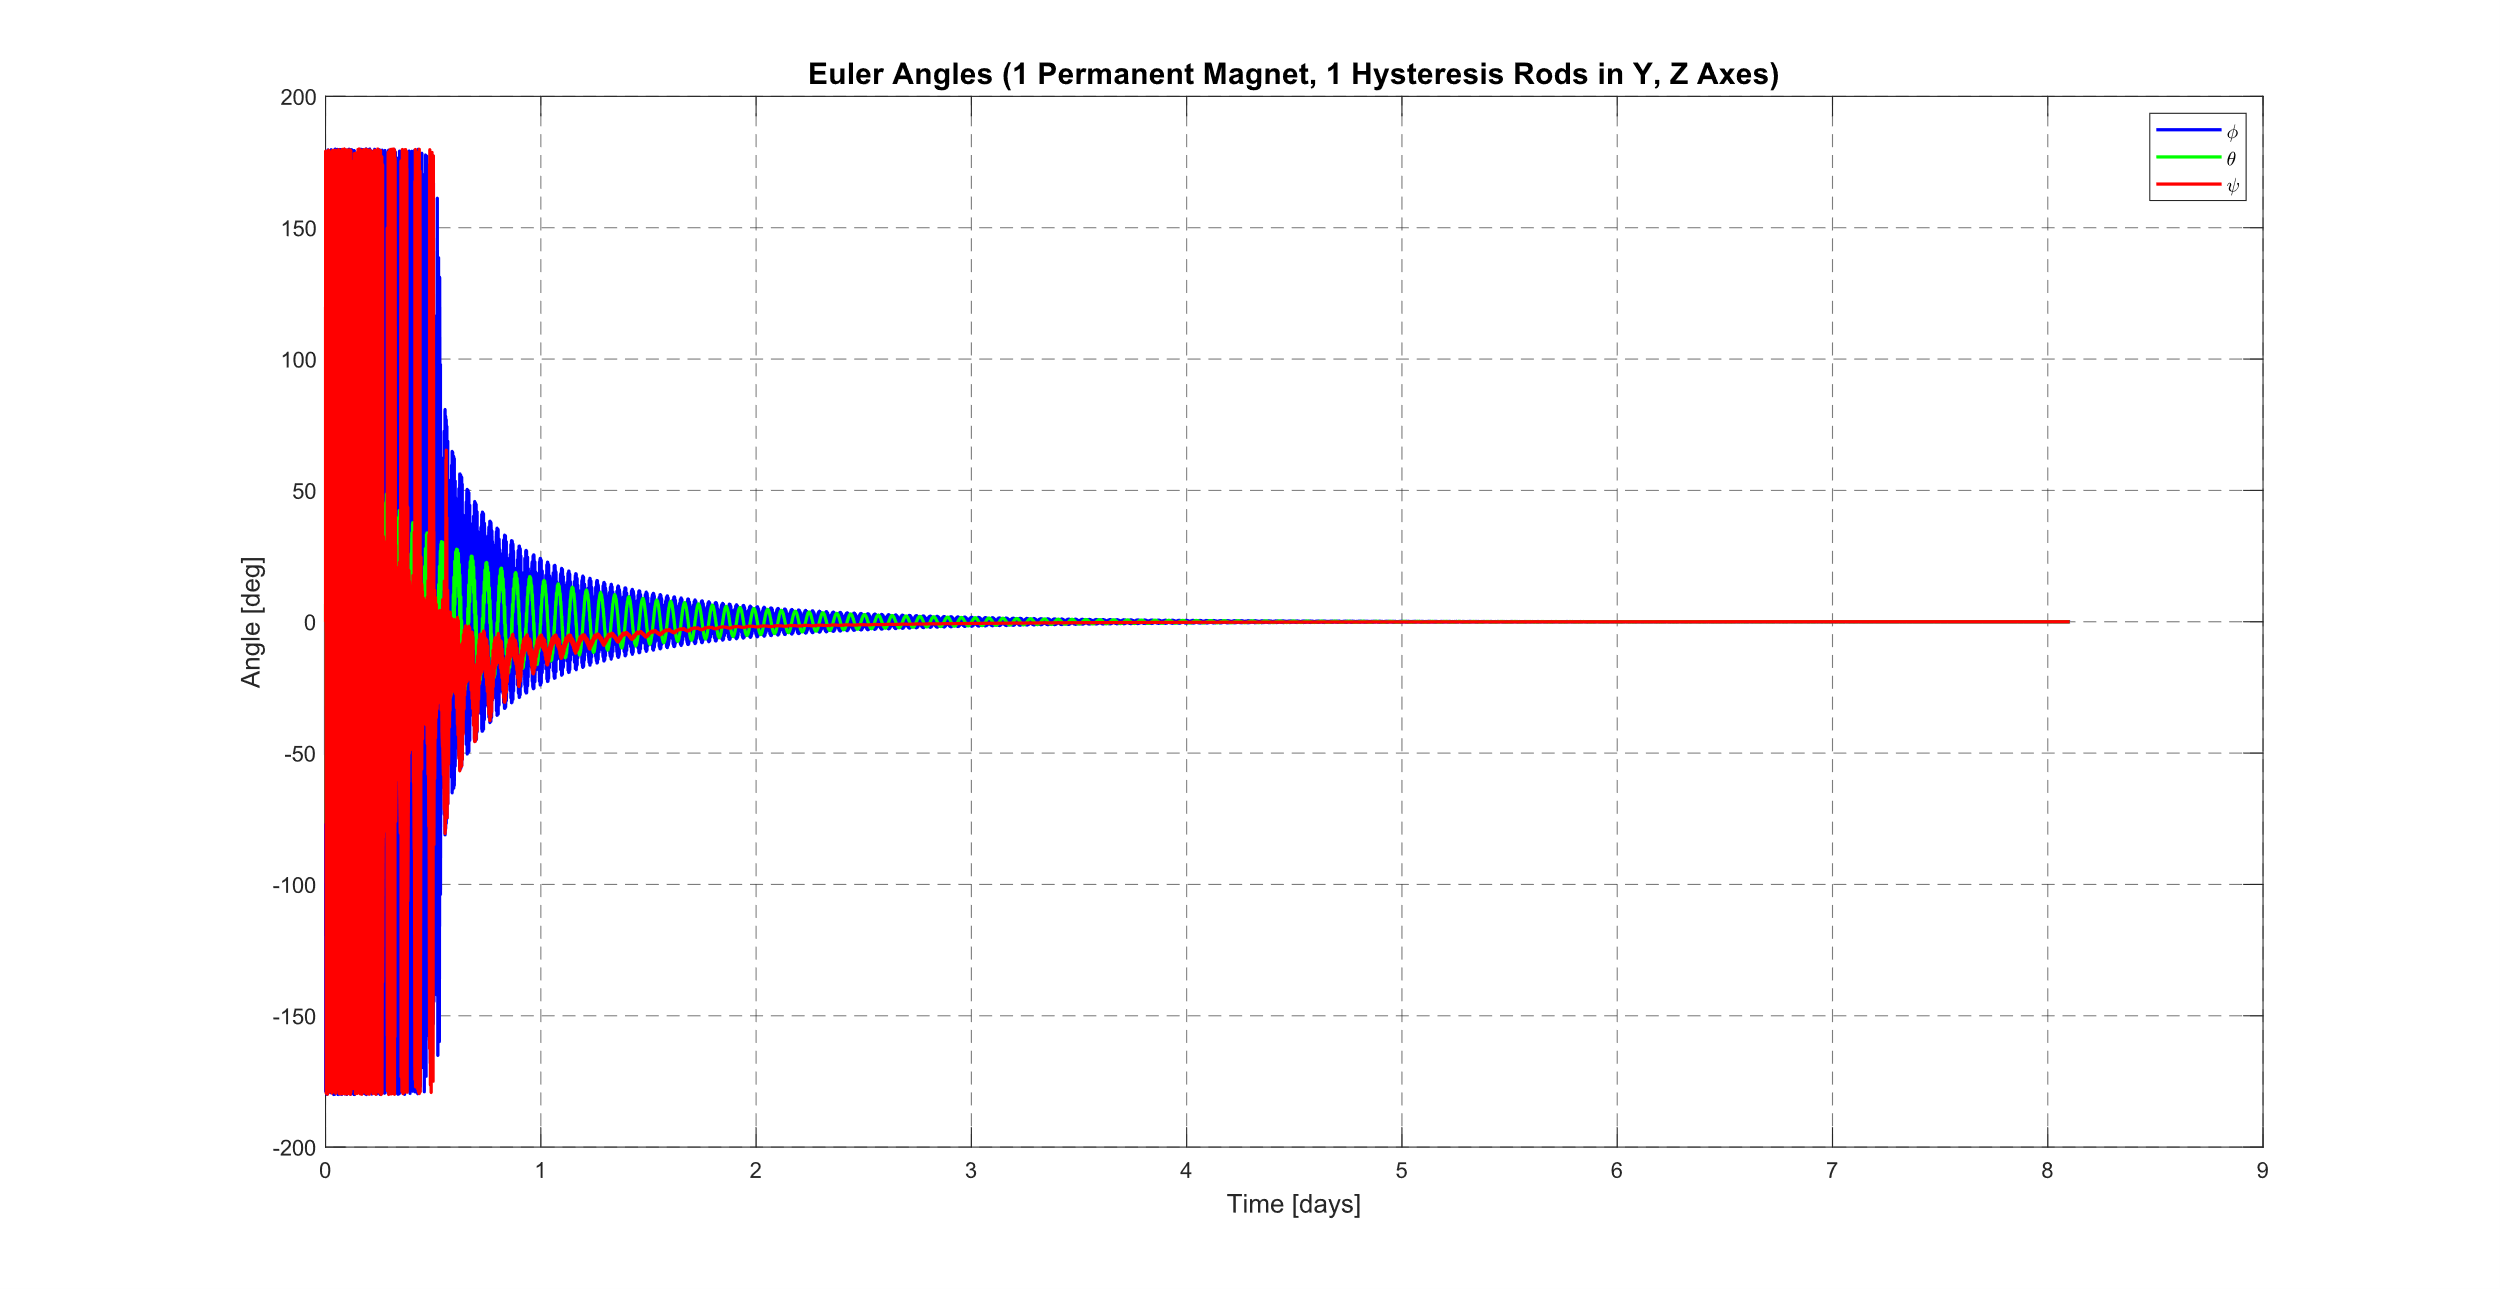 Euler Angles (1 Permanent Magnet, 1 Hysteresis Rods in Y, Z Axes)
200
150
100
50
0
-50
-100
-150
-200
Angle [deg]
ϕ
θ
ψ
0 1 2 3 4 5 6 7 8 9
Time [days]